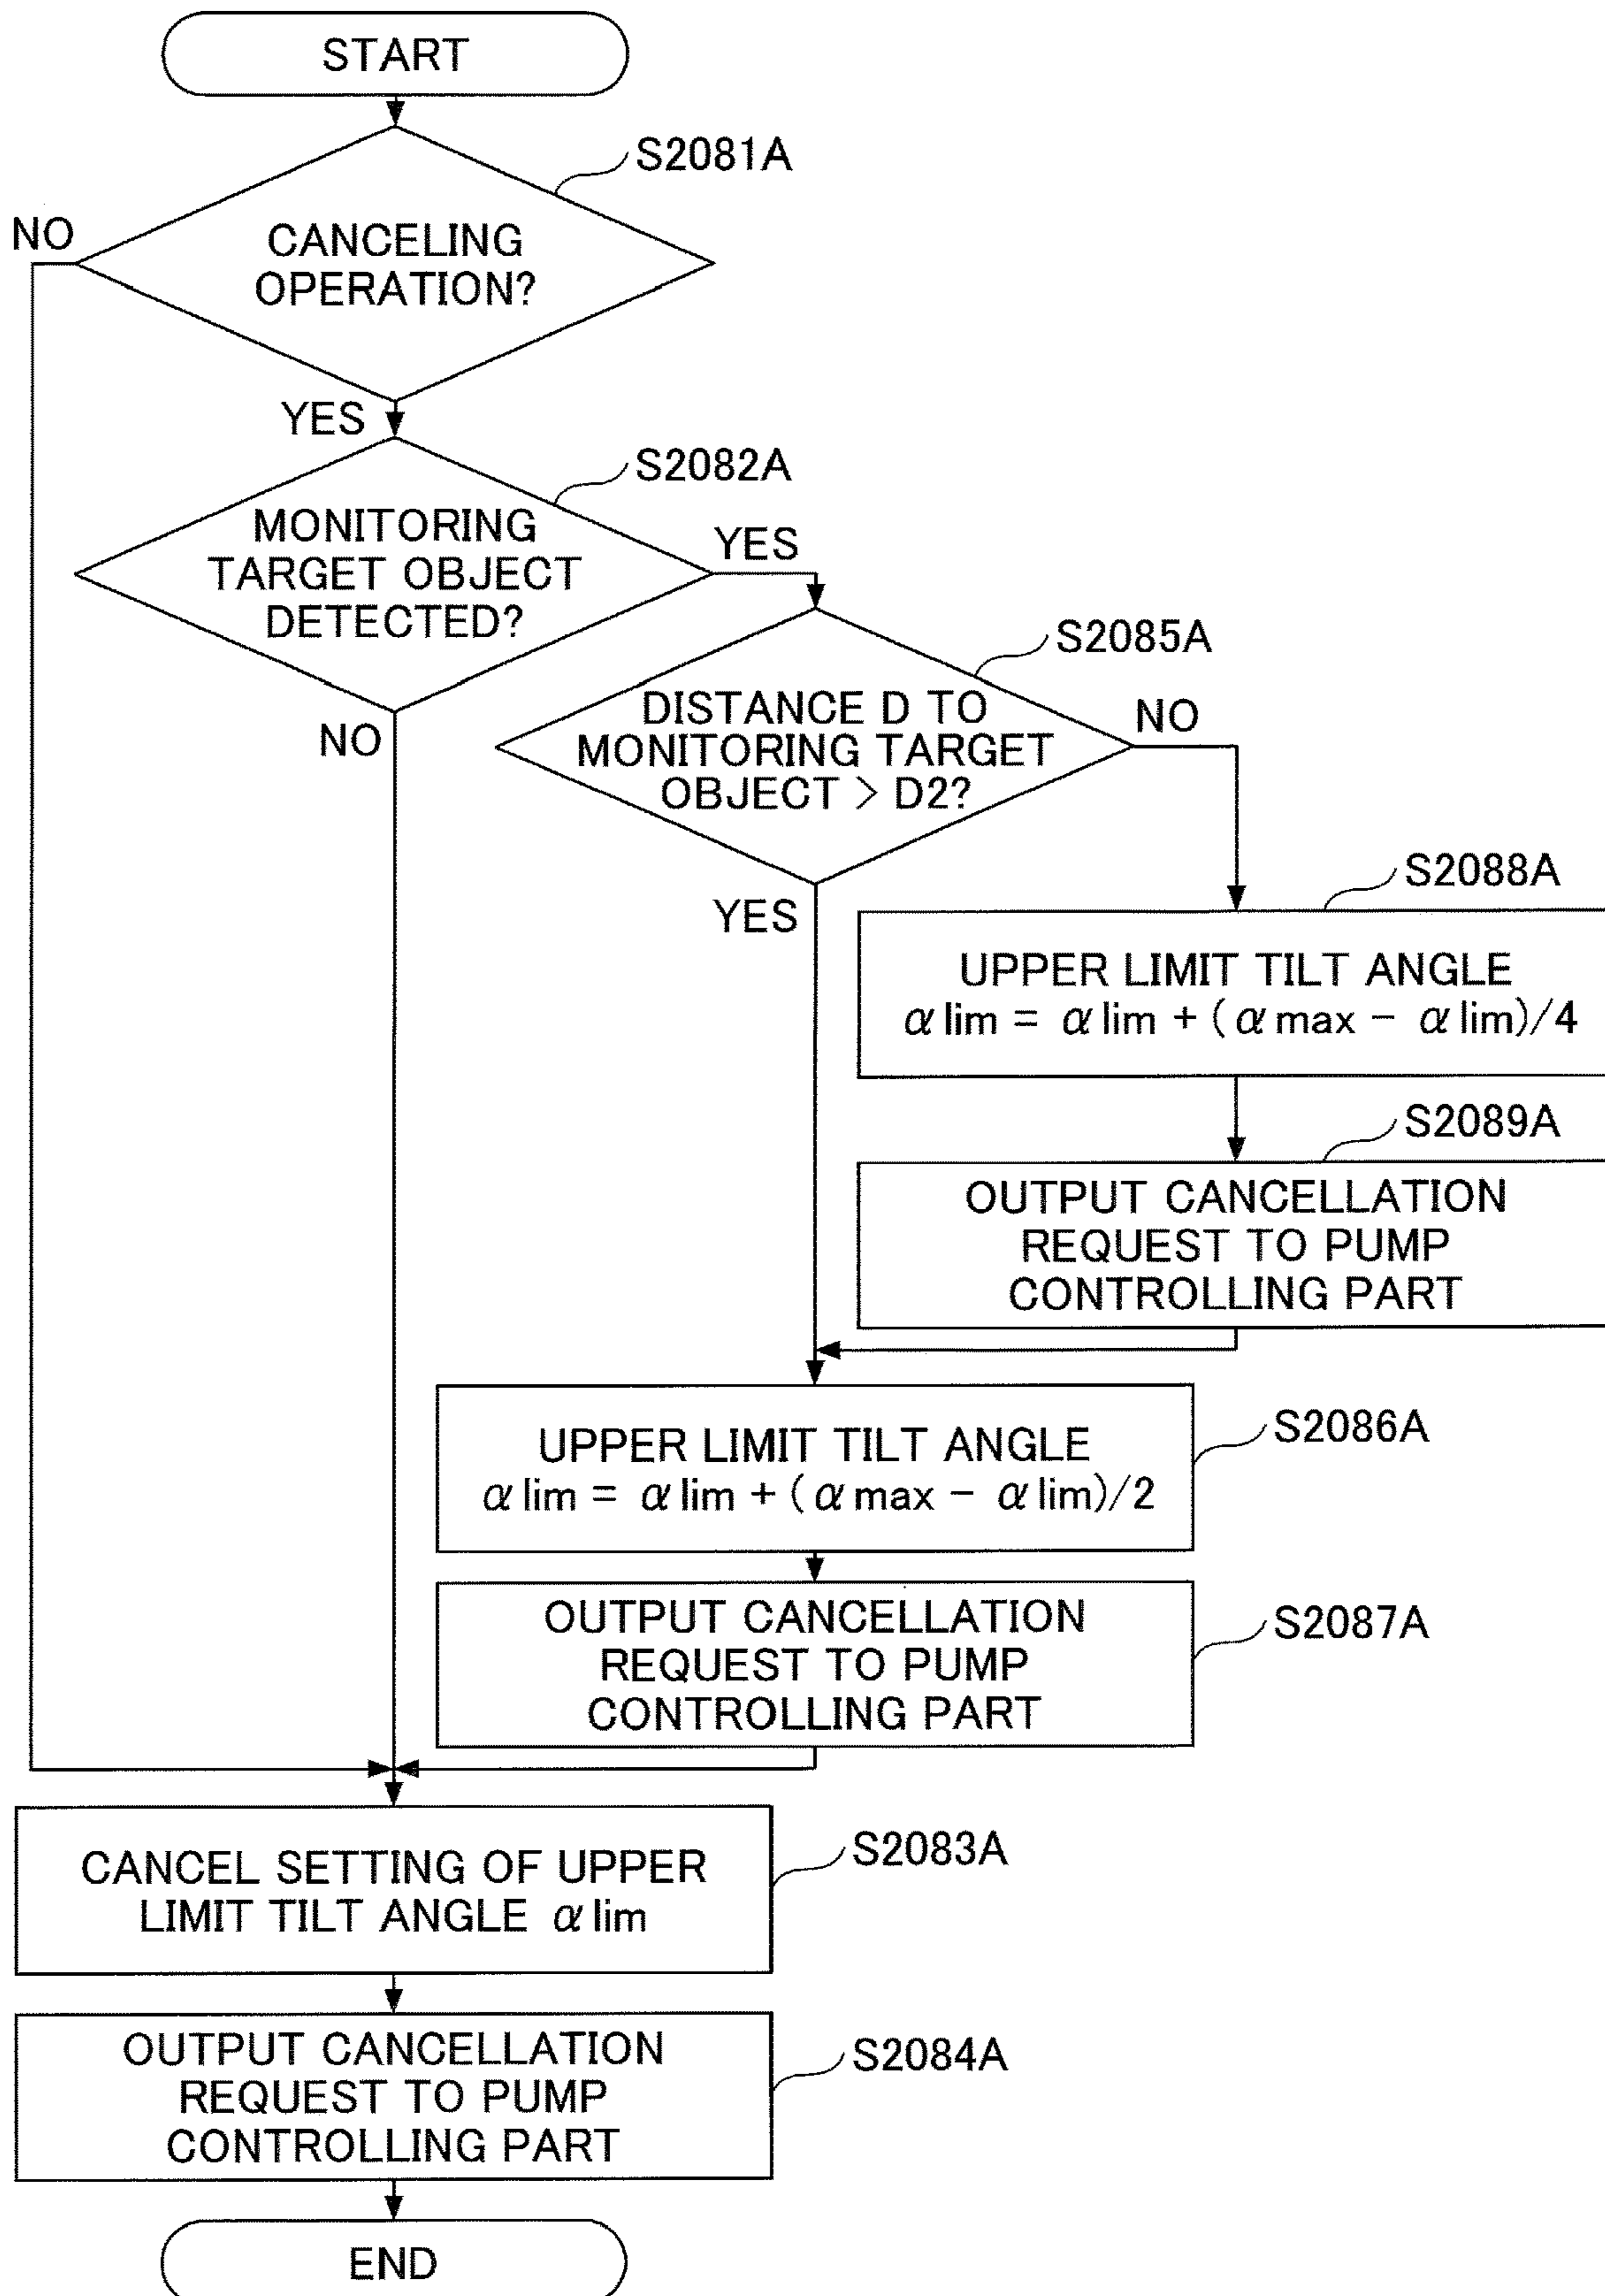 START
S2081A
NO
CANCELING
OPERATION?
YES
S2082A
MONITORING
TARGET OBJECT
DETECTED?
YES
NO
S2085A
DISTANCE D TO
MONITORING TARGET
OBJECT > D2?
NO
YES
S2088A
UPPER LIMIT TILT ANGLE
α lim = α lim + (α max - α lim)/4
S2089A
OUTPUT CANCELLATION
REQUEST TO PUMP
CONTROLLING PART
S2086A
UPPER LIMIT TILT ANGLE
α lim = α lim + (α max - α lim)/2
S2087A
OUTPUT CANCELLATION
REQUEST TO PUMP
CONTROLLING PART
S2083A
CANCEL SETTING OF UPPER
LIMIT TILT ANGLE α lim
S2084A
OUTPUT CANCELLATION
REQUEST TO PUMP
CONTROLLING PART
END